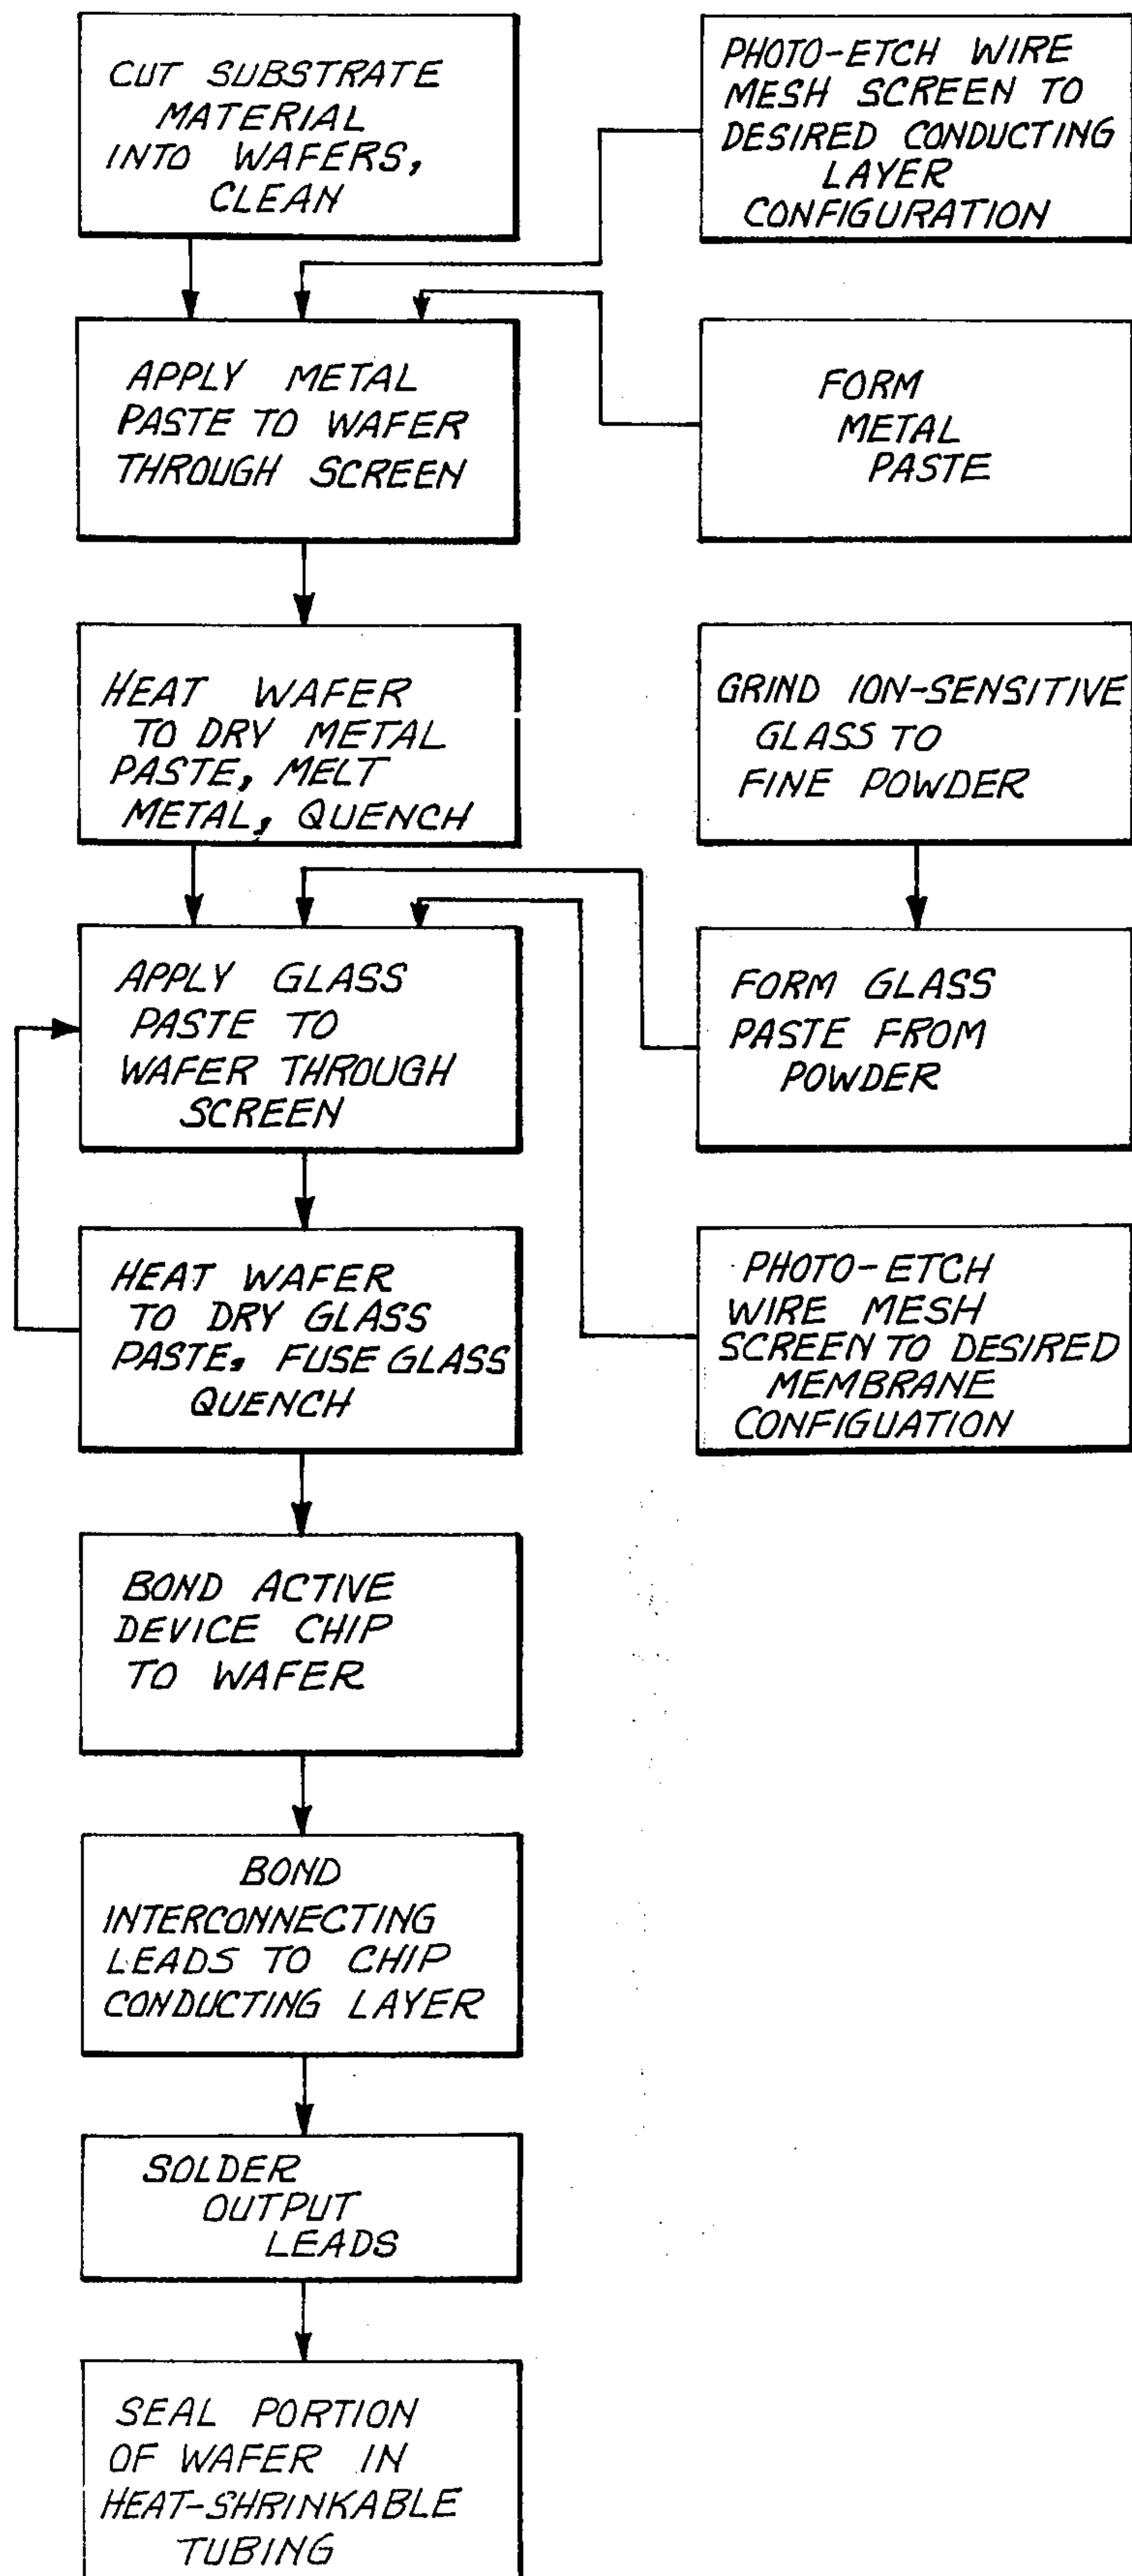 CUT SUBSTRATE
MATERIAL
INTO WAFERS,
CLEAN
PHOTO-ETCH WIRE
MESH SCREEN TO
DESIRED CONDUCTING
LAYER
CONFIGURATION
APPLY METAL
PASTE TO WAFER
THROUGH SCREEN
FORM
METAL
PASTE
HEAT WAFER
TO DRY METAL
PASTE, MELT
METAL, QUENCH
GRIND ION-SENSITIVE
GLASS TO
FINE POWDER
APPLY GLASS
PASTE TO
WAFER THROUGH
SCREEN
FORM GLASS
PASTE FROM
POWDER
HEAT WAFER
TO DRY GLASS
PASTE, FUSE GLASS
QUENCH
PHOTO-ETCH
WIRE MESH
SCREEN TO DESIRED
MEMBRANE
CONFIGUATION
BOND ACTIVE
DEVICE CHIP
TO WAFER
BOND
INTERCONNECTING
LEADS TO CHIP
CONDUCTING LAYER
SOLDER
OUTPUT
LEADS
SEAL PORTION
OF WAFER IN
HEAT-SHRINKABLE
TUBING